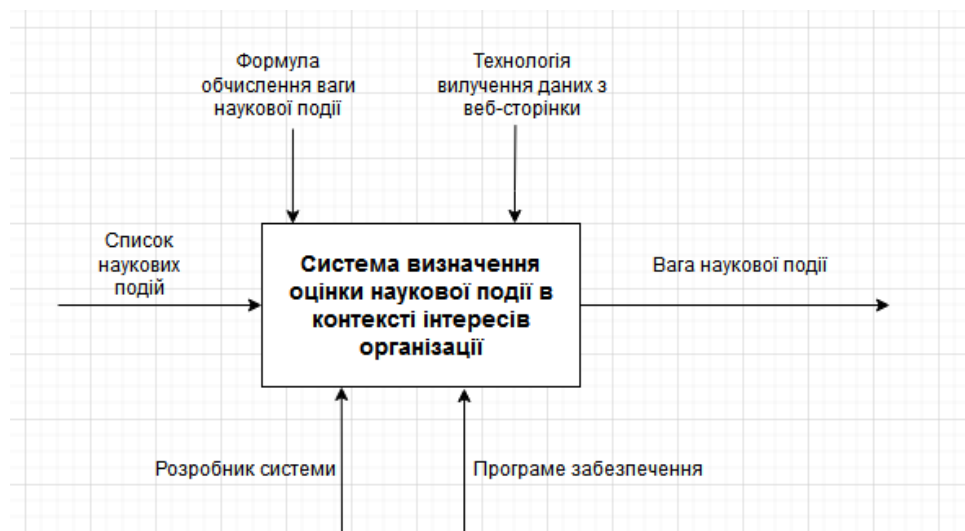 Формула
обчислення ваги
наукової події
Технологія
вилучення даних з
веб-сторінки
Список
наукових
подій
Система визначення
оцінки наукової події в
контексті інтересів
організації
Вага наукової події
Розробник системи
Програме забезпечення